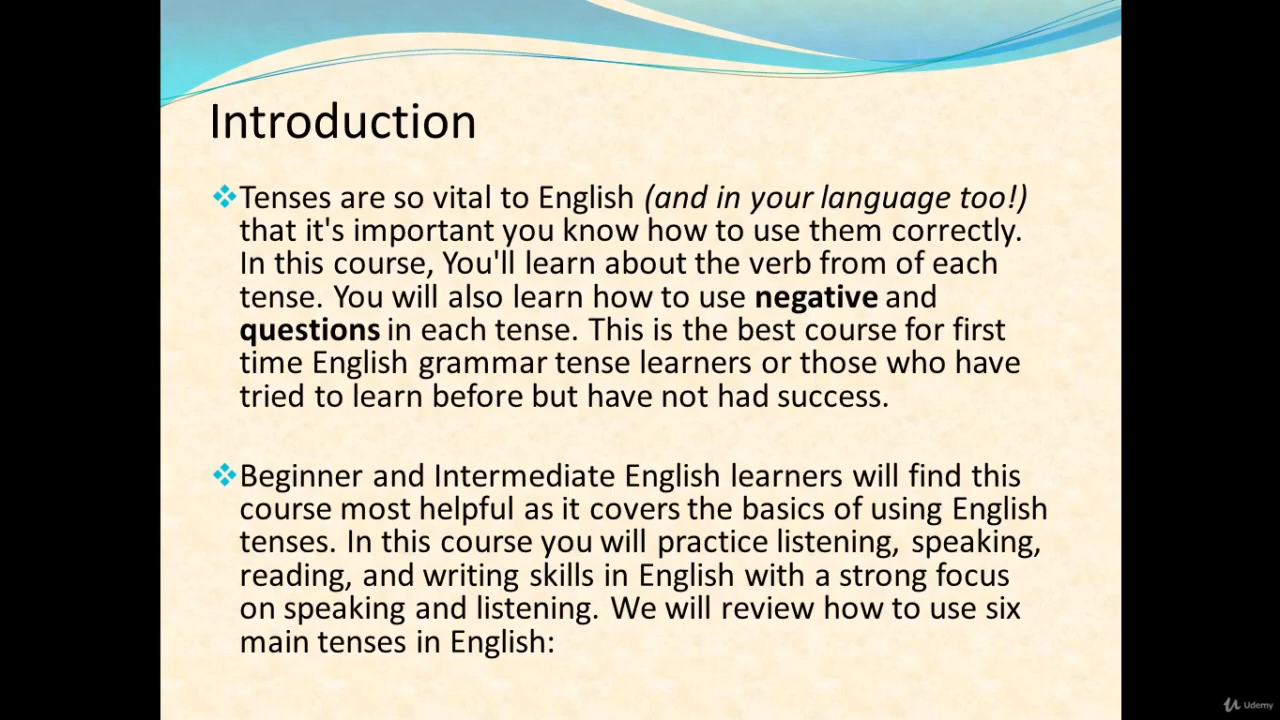 Introduction
Tenses are so vital to English (and in your language too!)
that it's important you know how to use them correctly.
In this course, You'll learn about the verb from of each
tense. You will also learn how to use negative and
questions in each tense. This is the best course for first
time English grammar tense learners or those who have
tried to learn before but have not had success.
Beginner and Intermediate English learners will find this
course most helpful as it covers the basics of using English
tenses. In this course you will practice listening, speaking,
reading, and writing skills in English with a strong focus
on speaking and listening. We will review how to use six
main tenses in English:
Udemy